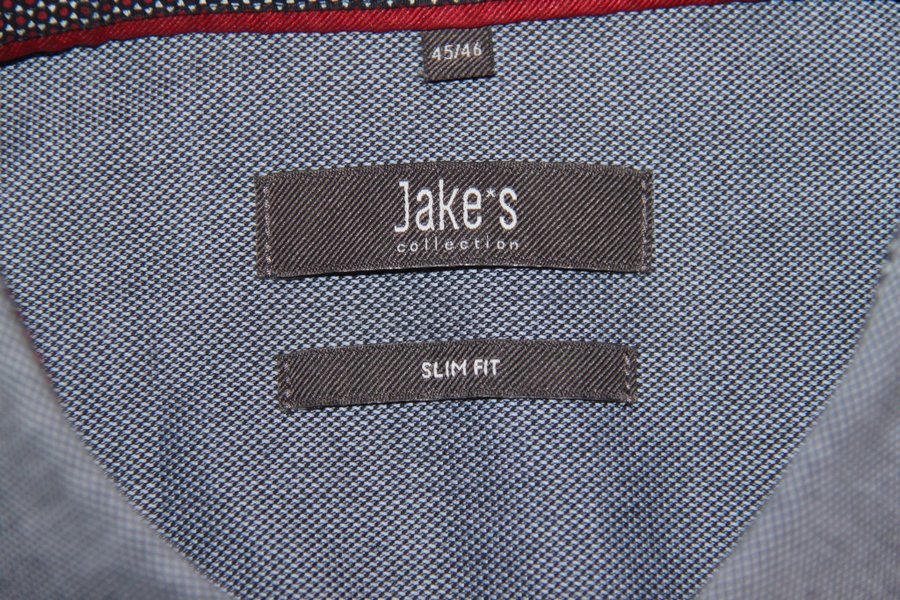 45/46
Jake*s
collection
SLIM FIT